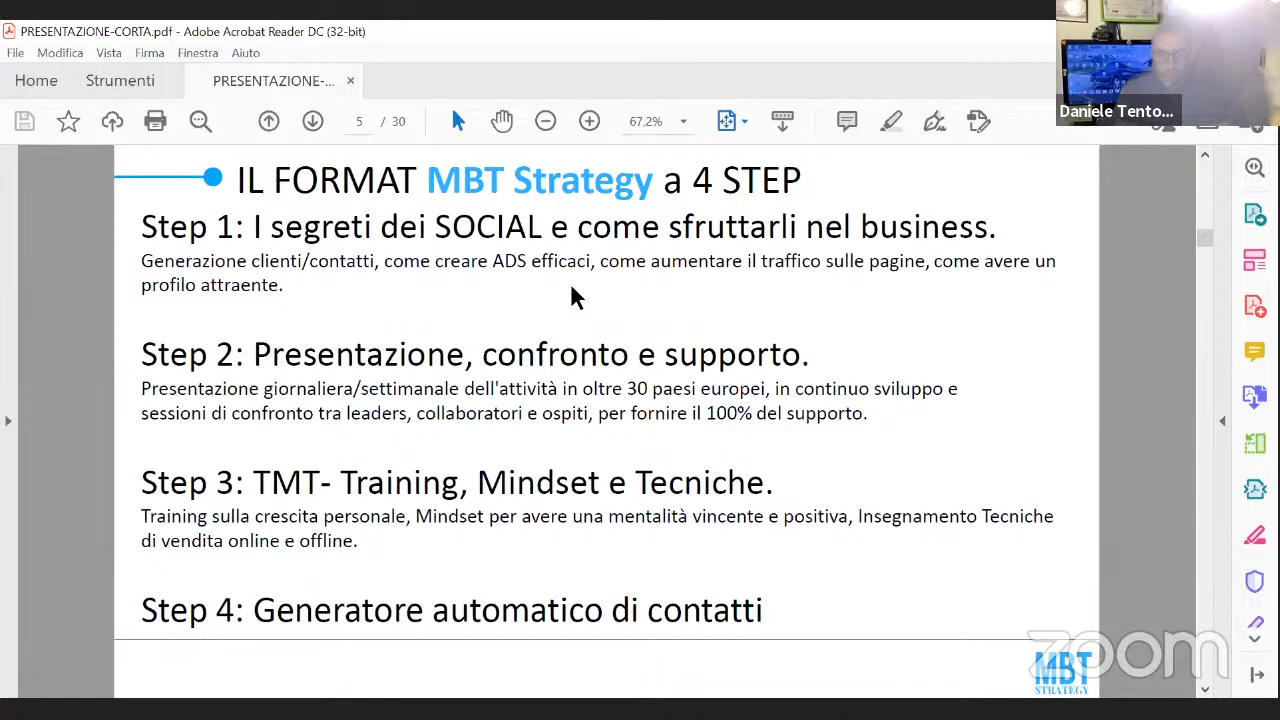 PRESENTAZIONE-CORTA.pdf - Adobe Acrobat Reader DC (32-bit)
File Modifica Vista Firma Finestra Aiuto
Home Strumenti PRESENTAZIONE-... ×
5 / 30 67,2%
Daniele Tento...
IL FORMAT MBT Strategy a 4 STEP
Step 1: I segreti dei SOCIAL e come sfruttarli nel business.
Generazione clienti/contatti, come creare ADS efficaci, come aumentare il traffico sulle pagine, come avere un
profilo attraente.
Step 2: Presentazione, confronto e supporto.
Presentazione giornaliera/settimanale dell'attività in oltre 30 paesi europei, in continuo sviluppo e
sessioni di confronto tra leaders, collaboratori e ospiti, per fornire il 100% del supporto.
Step 3: TMT- Training, Mindset e Tecniche.
Training sulla crescita personale, Mindset per avere una mentalità vincente e positiva, Insegnamento Tecniche
di vendita online e offline.
Step 4: Generatore automatico di contatti
zoom
MBT
STRATEGY